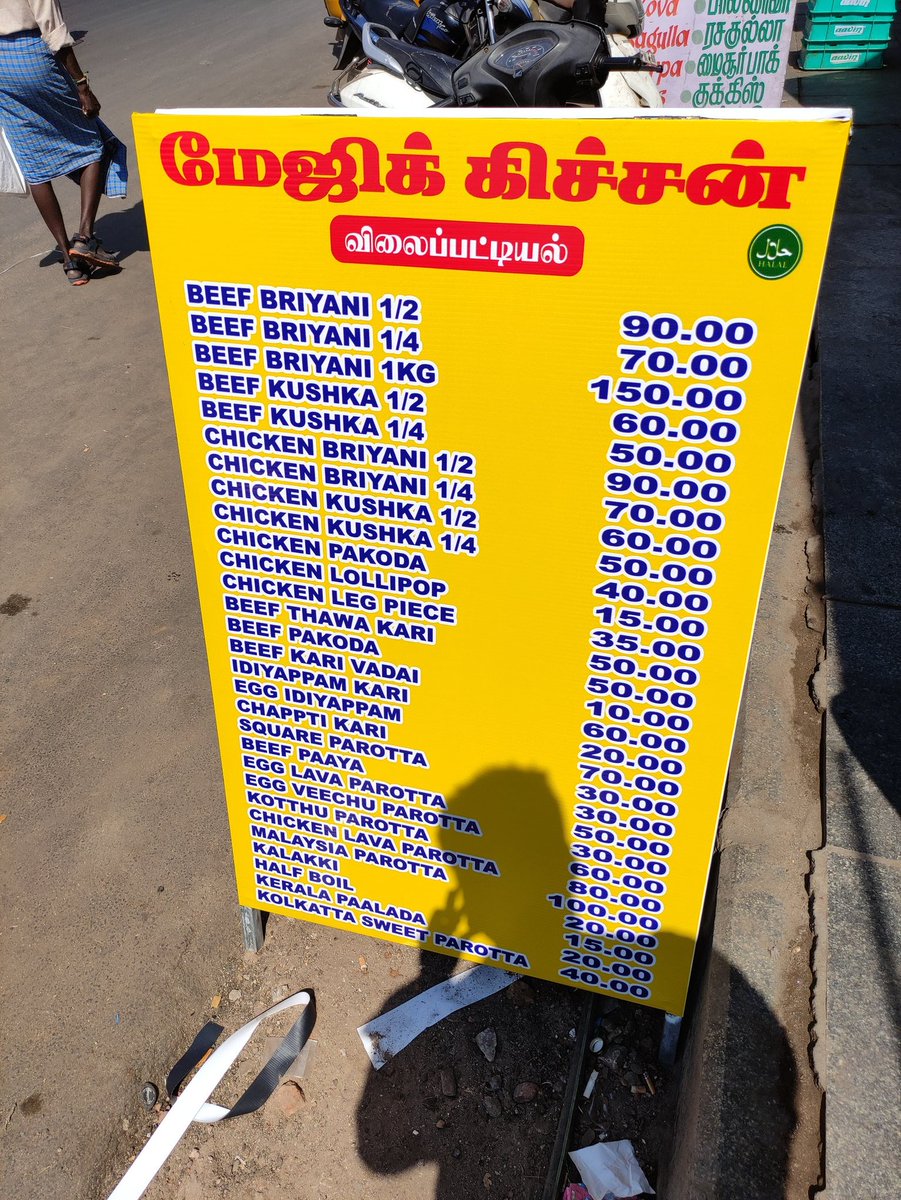 Kova
பால்கோவா
ரசகுல்லா
மைசூர் பாக்
குக்கிஸ்
மேஜிக் கிச்சன்
விலைப்பட்டியல்
حلال
HALAL
BEEF BRIYANI 1/2 90.00
BEEF BRIYANI 1/4 70.00
BEEF BRIYANI 1KG 150.00
BEEF KUSHKA 1/2 60.00
BEEF KUSHKA 1/4 50.00
CHICKEN BRIYANI 1/2 90.00
CHICKEN BRIYANI 1/4 70.00
CHICKEN KUSHKA 1/2 60.00
CHICKEN KUSHKA 1/4 50.00
CHICKEN PAKODA 40.00
CHICKEN LOLLIPOP 15.00
CHICKEN LEG PIECE 35.00
BEEF THAWA KARI 50.00
BEEF PAKODA 50.00
BEEF KARI VADAI 10.00
IDIYAPPAM KARI 60.00
EGG IDIYAPPAM 20.00
CHAPPTI KARI 70.00
SQUARE PAROTTA 30.00
BEEF PAAYA 30.00
EGG LAVA PAROTTA 50.00
EGG VEECHU PAROTTA 30.00
KOTTHU PAROTTA 60.00
CHICKEN LAVA PAROTTA 80.00
MALAYSIA PAROTTA 100.00
KALAKKI 20.00
HALF BOIL 15.00
KERALA PAALADA 20.00
KOLKATTA SWEET PAROTTA 40.00